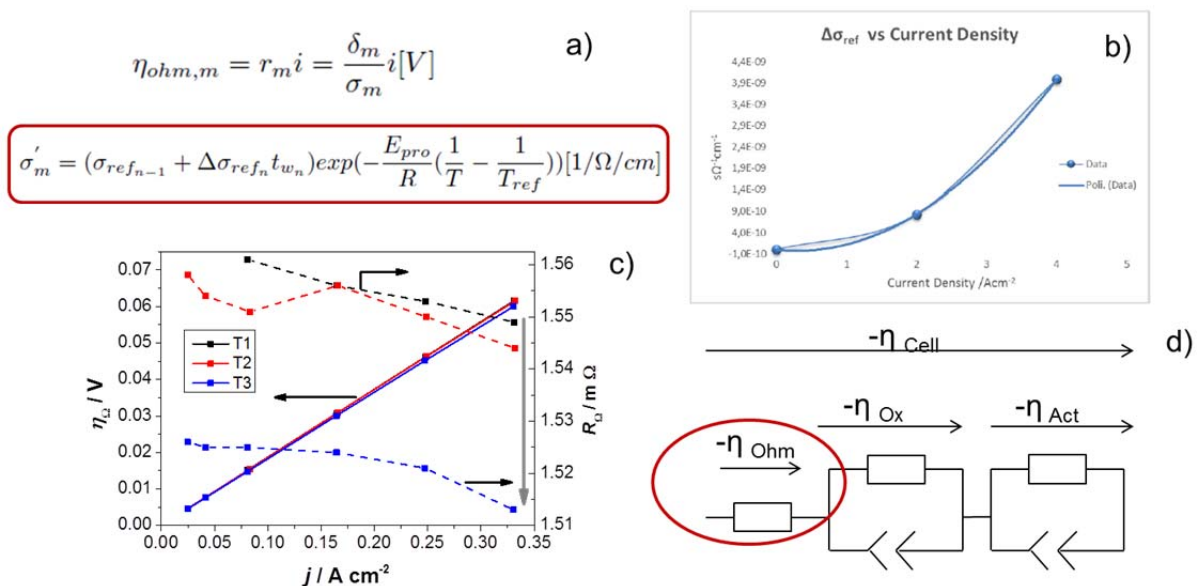 a)
η_{ohm,m} = r_m i = \frac{δ_m}{σ_m} i[V]
σ'_m = (σ_{ref_{n-1}} + Δσ_{ref_n} t_{w_n})exp(-\frac{E_{pro}}{R}(\frac{1}{T} - \frac{1}{T_{ref}}))[1/Ω/cm]
b)
Δσ_{ref} vs Current Density
sΩ⁻¹cm⁻¹
4,4E-09
3,9E-09
3,4E-09
2,9E-09
2,4E-09
1,9E-09
1,4E-09
9,0E-10
4,0E-10
-1,0E-10
0 1 2 3 4 5
Current Density /Acm⁻²
Data
Poli. (Data)
c)
η_Ω / V
0.07
0.06
0.05
0.04
0.03
0.02
0.01
0.00
T1
T2
T3
R_Ω / m Ω
1.56
1.55
1.54
1.53
1.52
1.51
0.00 0.05 0.10 0.15 0.20 0.25 0.30 0.35
j / A cm⁻²
d)
-η Cell
-η Ox
-η Act
-η Ohm